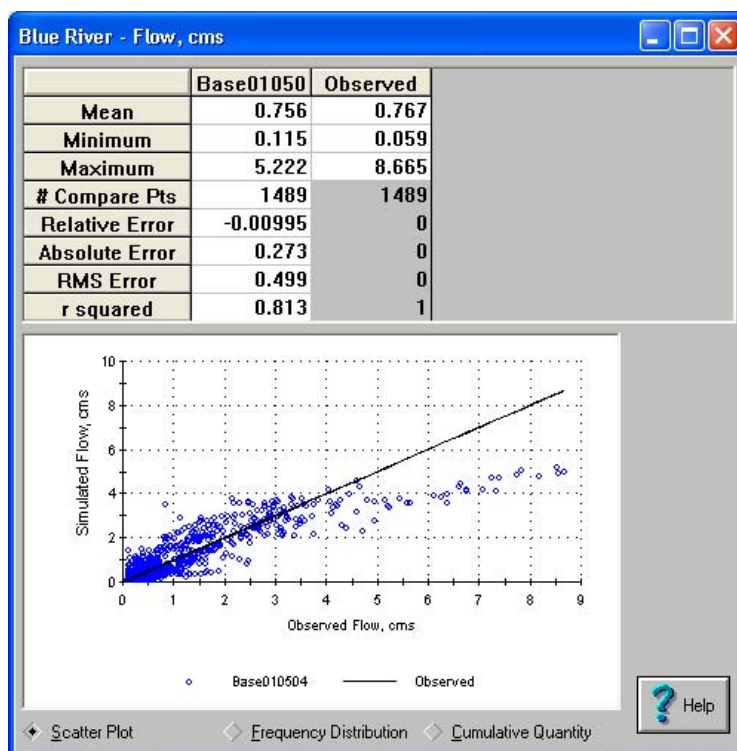 Blue River - Flow, cms
Base01050 Observed
Mean 0.756 0.767
Minimum 0.115 0.059
Maximum 5.222 8.665
# Compare Pts 1489 1489
Relative Error -0.00995 0
Absolute Error 0.273 0
RMS Error 0.499 0
r squared 0.813 1
Simulated Flow, cms
10
8
6
4
2
0
0 1 2 3 4 5 6 7 8 9
Observed Flow, cms
Base010504 Observed
? Help
Scatter Plot Frequency Distribution Cumulative Quantity